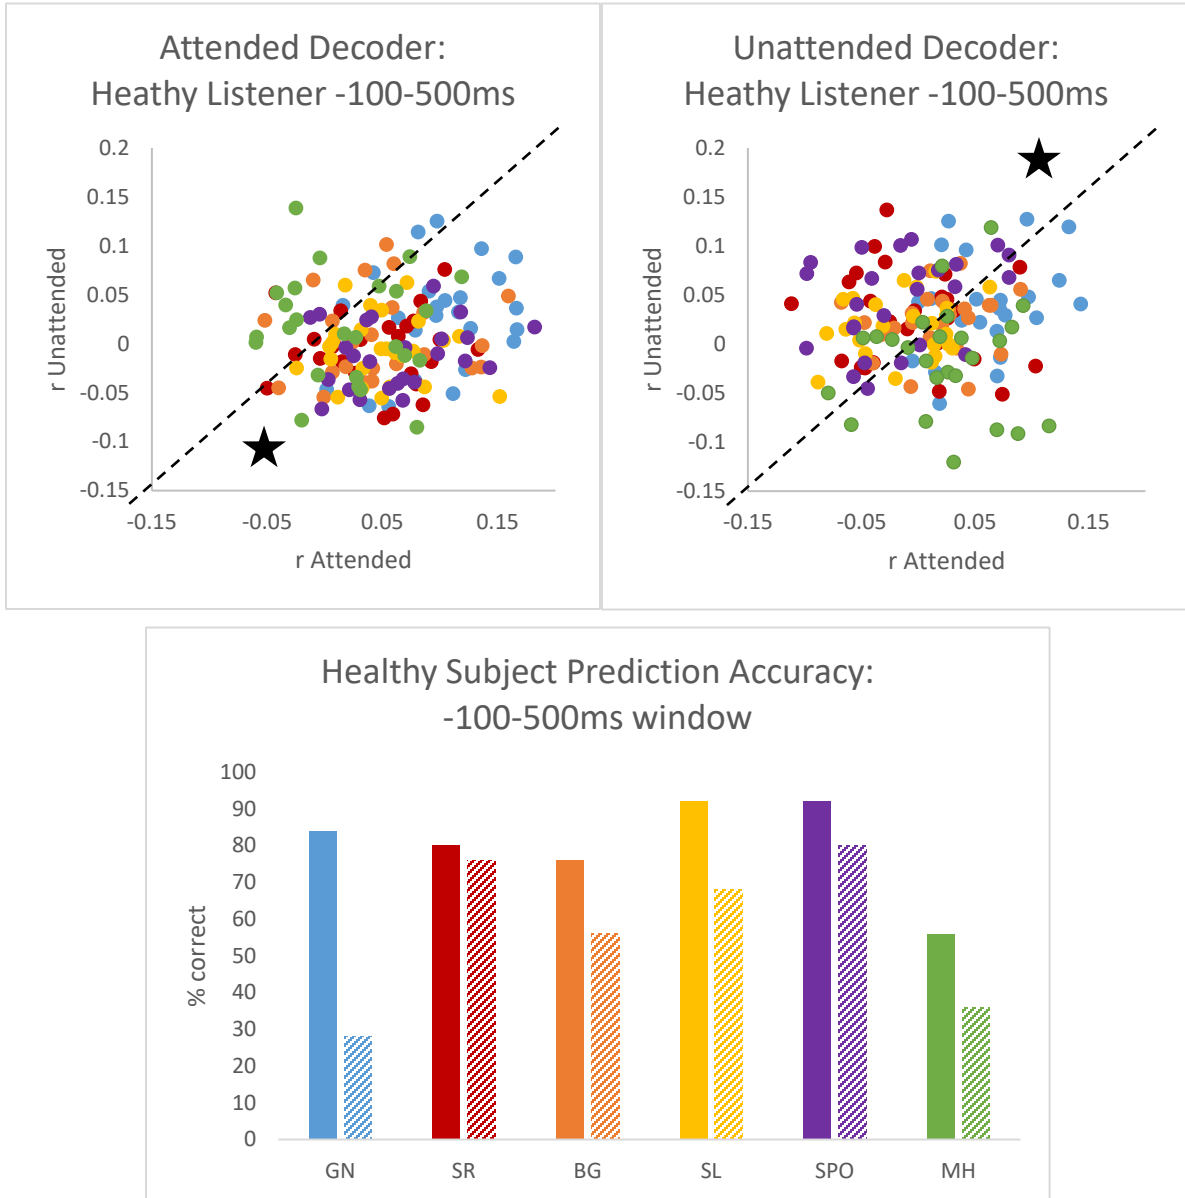 Attended Decoder:
Heathy Listener -100-500ms
0.2
0.15
0.1
0.05
0
-0.05
-0.1
-0.15
r Unattended
-0.15
-0.05
0.05
0.15
r Attended
Unattended Decoder:
Heathy Listener -100-500ms
0.2
0.15
0.1
0.05
0
-0.05
-0.1
-0.15
r Unattended
-0.15
-0.05
0.05
0.15
r Attended
Healthy Subject Prediction Accuracy:
-100-500ms window
100
90
80
70
60
50
40
30
20
10
0
% correct
GN
SR
BG
SL
SPO
MH